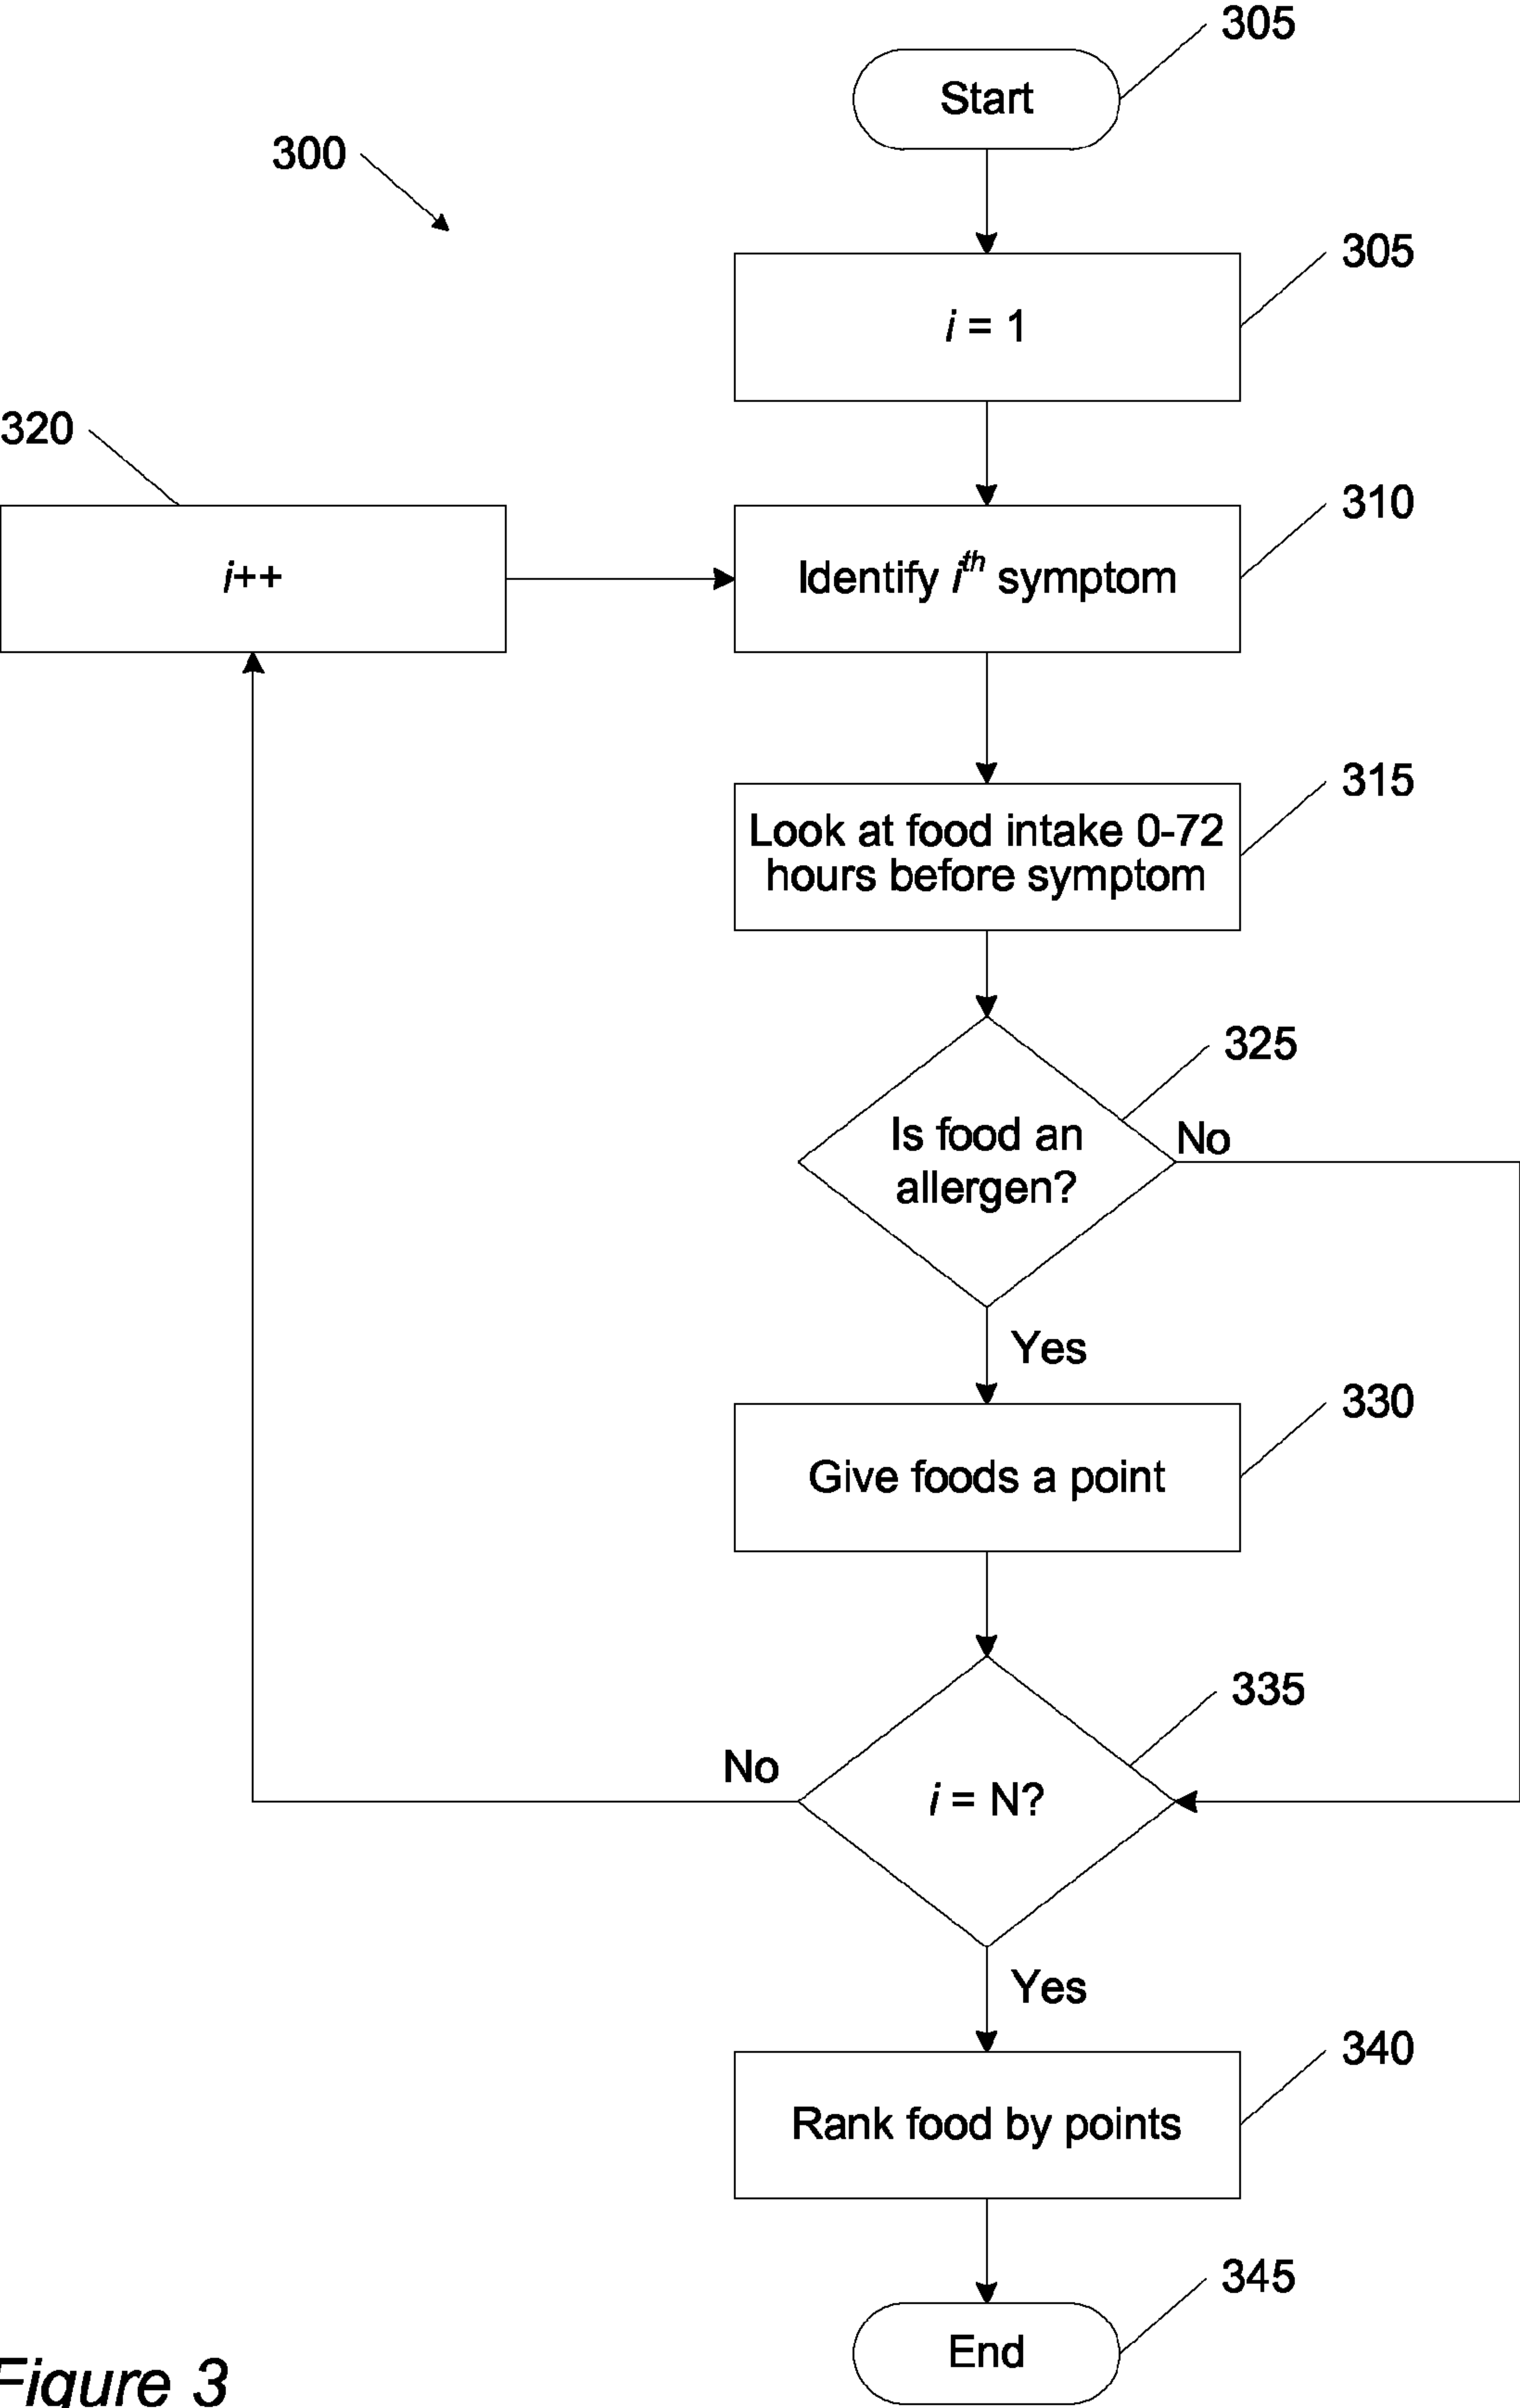 305
Start
300
305
i = 1
320
310
i++
Identify i^th symptom
315
Look at food intake 0-72
hours before symptom
325
Is food an
allergen?
No
Yes
330
Give foods a point
335
No
i = N?
Yes
340
Rank food by points
345
End
Figure 3